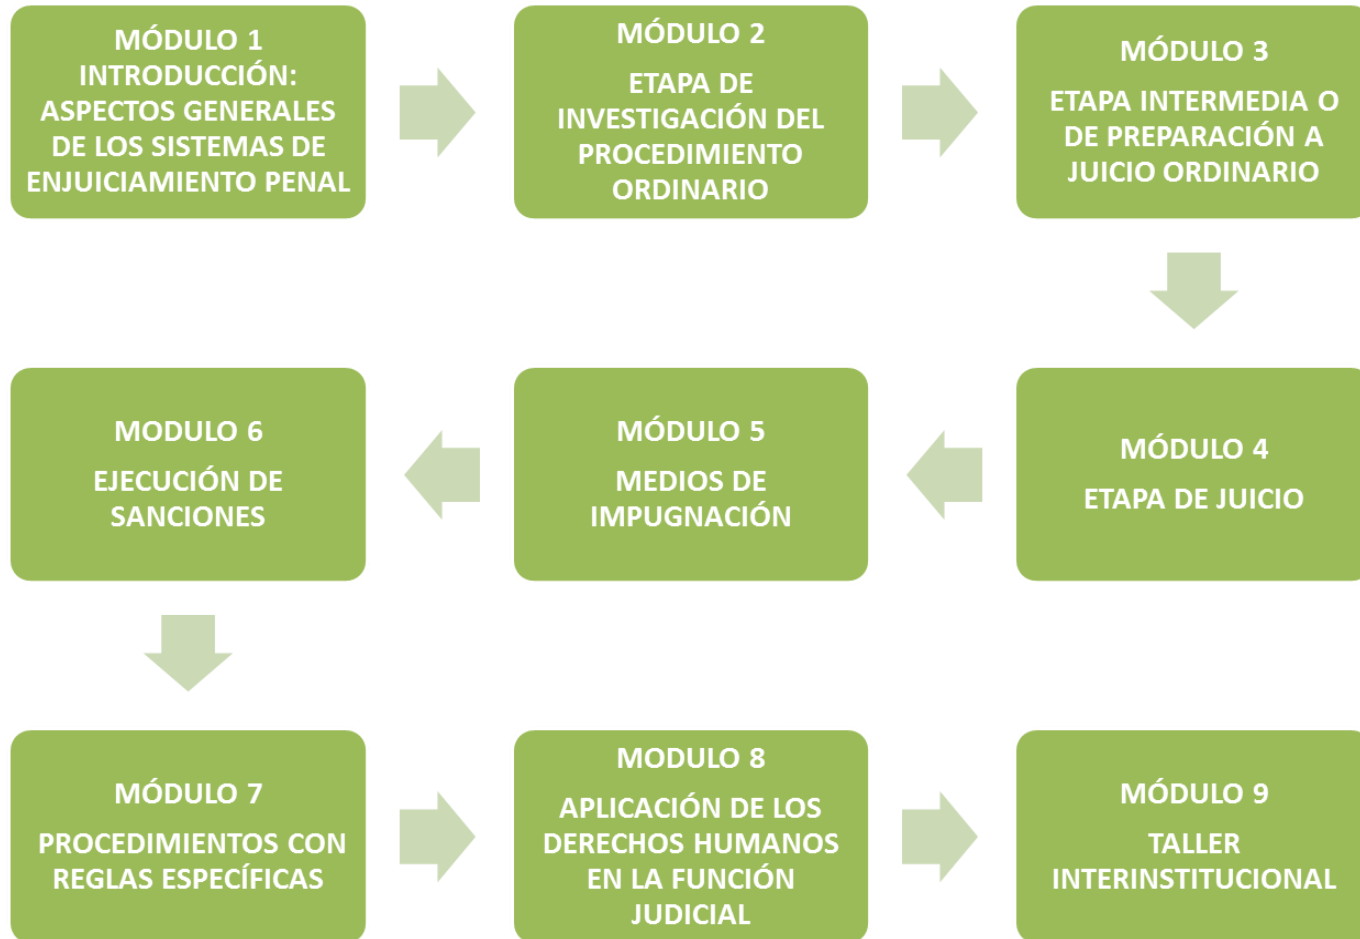 MÓDULO 1
INTRODUCCIÓN:
ASPECTOS GENERALES
DE LOS SISTEMAS DE
ENJUICIAMIENTO PENAL
MÓDULO 2
ETAPA DE
INVESTIGACIÓN DEL
PROCEDIMIENTO
ORDINARIO
MÓDULO 3
ETAPA INTERMEDIA O
DE PREPARACIÓN A
JUICIO ORDINARIO
MÓDULO 4
ETAPA DE JUICIO
MÓDULO 5
MEDIOS DE
IMPUGNACIÓN
MODULO 6
EJECUCIÓN DE
SANCIONES
MÓDULO 7
PROCEDIMIENTOS CON
REGLAS ESPECÍFICAS
MODULO 8
APLICACIÓN DE LOS
DERECHOS HUMANOS
EN LA FUNCIÓN
JUDICIAL
MÓDULO 9
TALLER
INTERINSTITUCIONAL